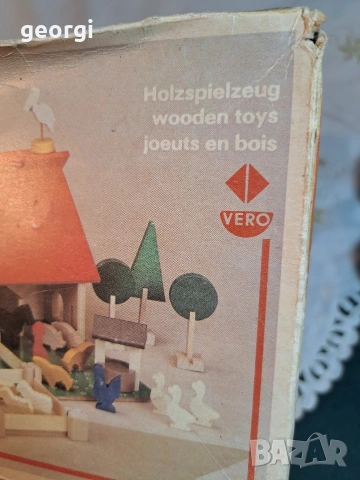 georgi
Holzspielzeug
wooden toys
joeuts en bois
VERO
BAZAR